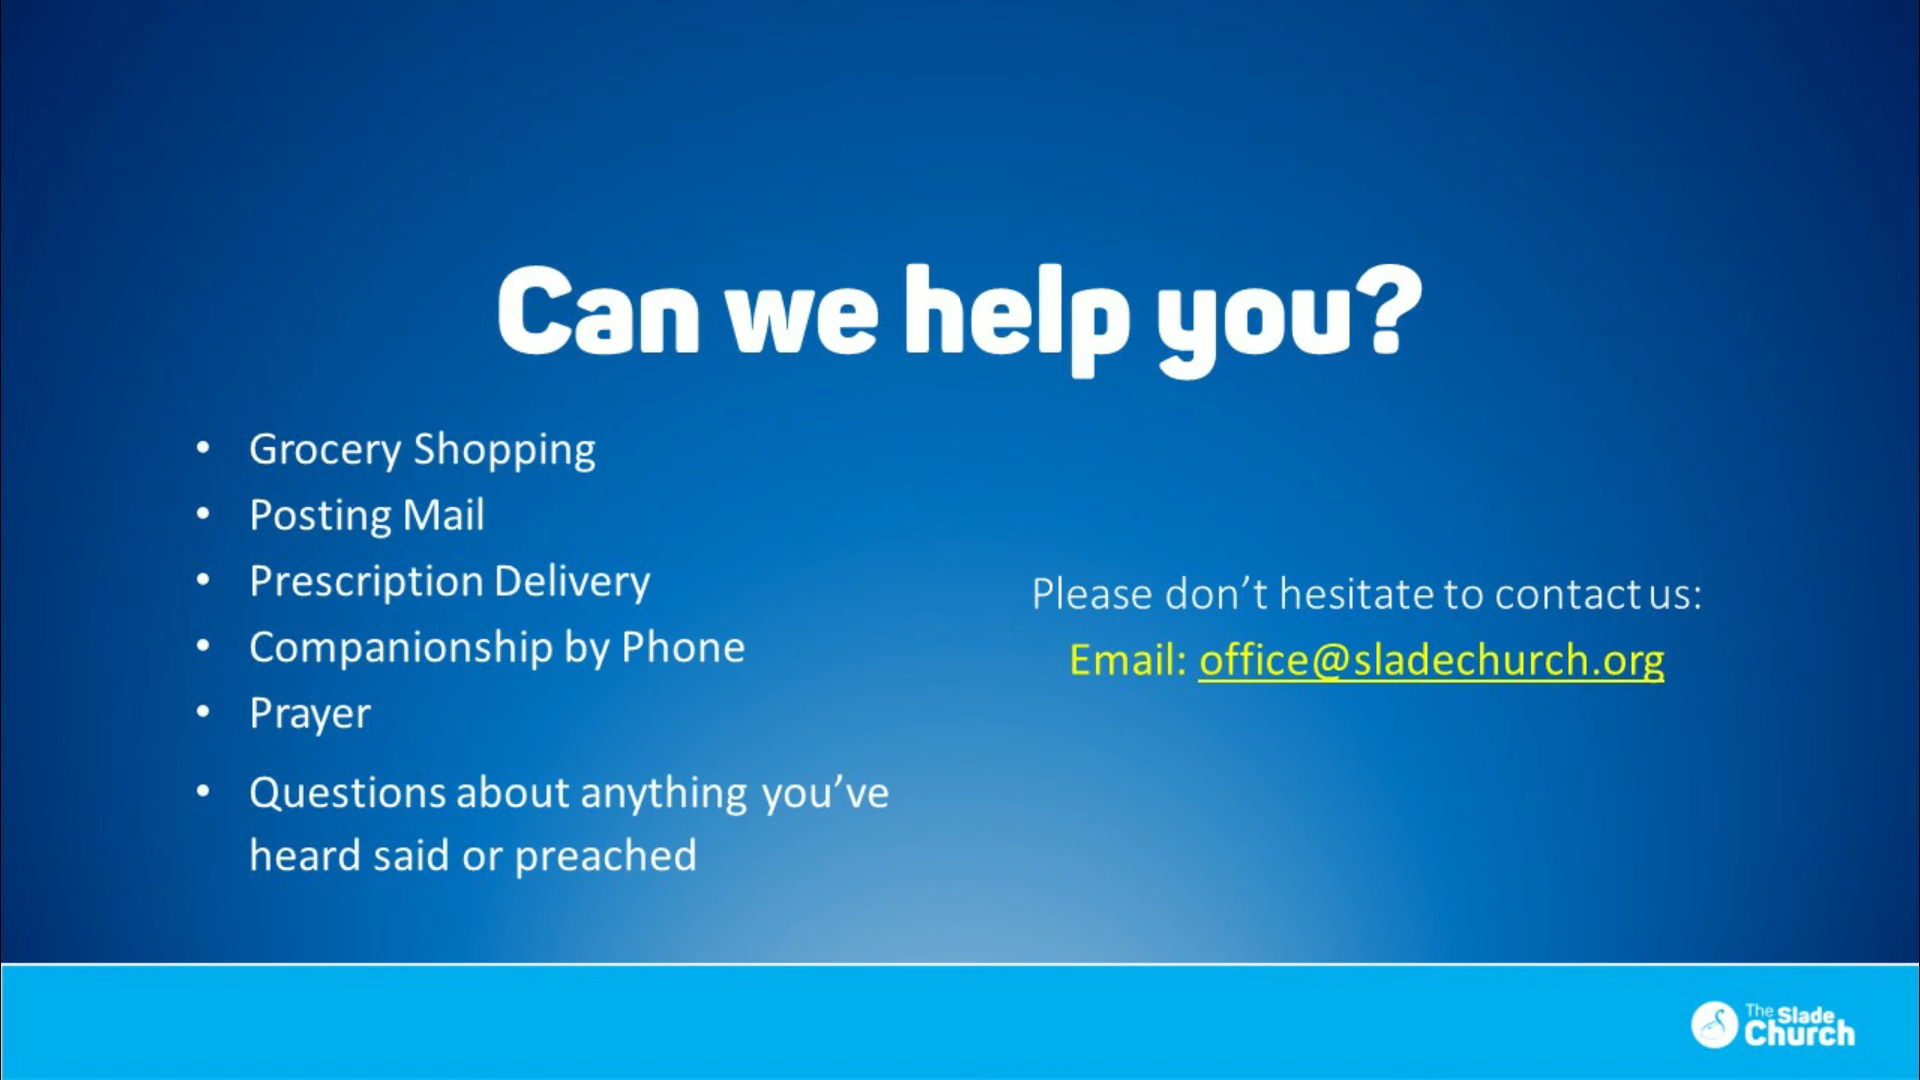 Can we help you?
• Grocery Shopping
• Posting Mail
• Prescription Delivery
• Companionship by Phone
• Prayer
• Questions about anything you’ve
heard said or preached
Please don’t hesitate to contact us:
Email: office@sladechurch.org
The Slade
Church